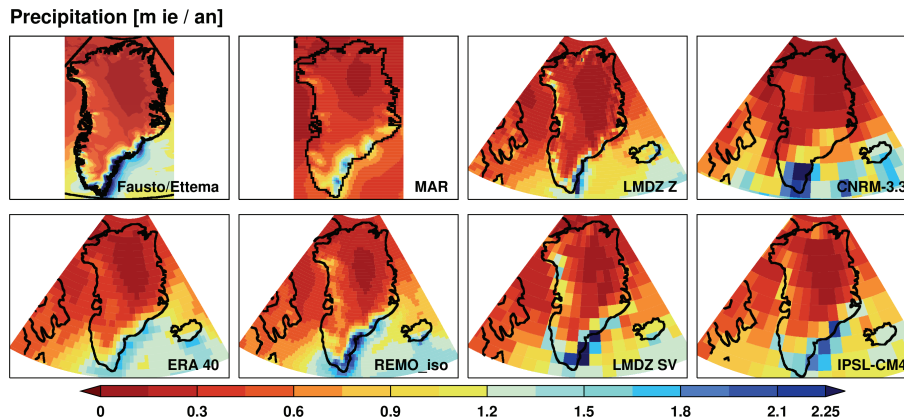 Precipitation [m ie / an]
Fausto/Ettema
MAR
LMDZ Z
CNRM-3.3
ERA 40
REMO_iso
LMDZ SV
IPSL-CM4
0 0.3 0.6 0.9 1.2 1.5 1.8 2.1 2.25